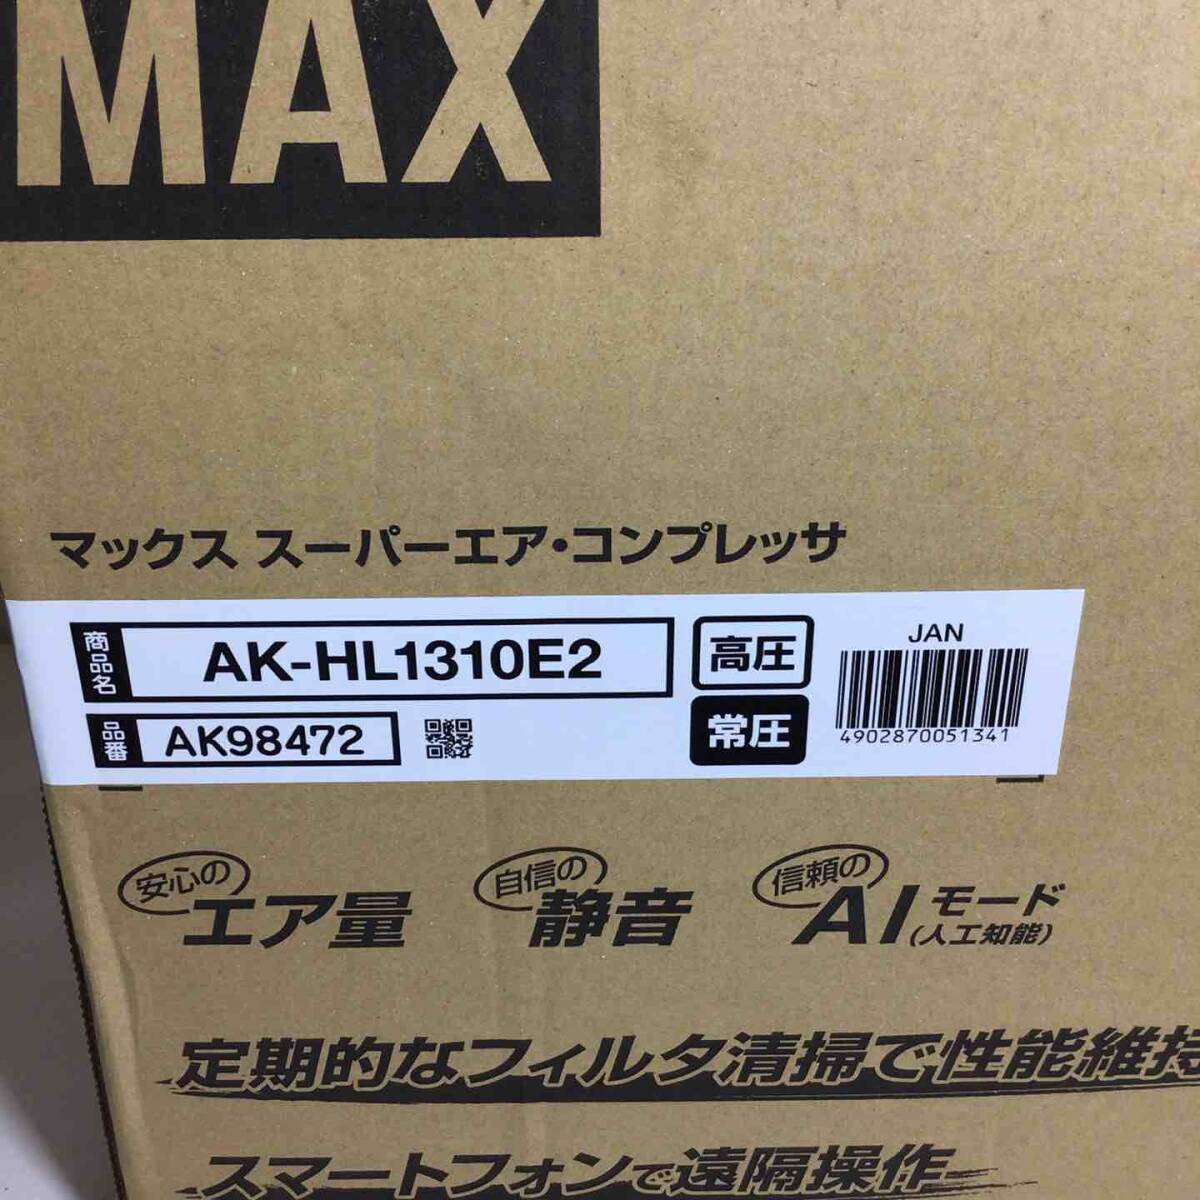 MAX
マックス スーパーエア・コンプレッサ
商品名 AK-HL1310E2 高圧 JAN
品番 AK98472 常圧 4902870051341
安心の エア量 自信の 静音 信頼の AIモード(人工知能)
定期的なフィルタ清掃で性能維持
スマートフォンで遠隔操作